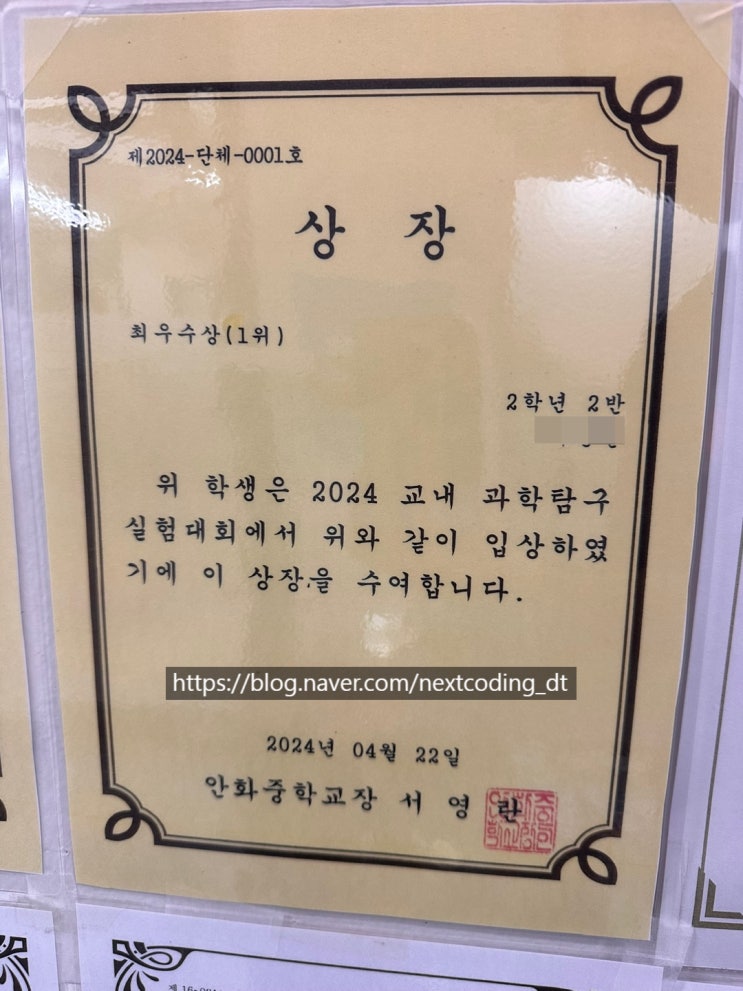 제2024-단체-0001호
상 장
최우수상(1위)
2학년 2반
위 학생은 2024 교내 과학탐구
실험대회에서 위와 같이 입상하였
기에 이 상장을 수여합니다.
https://blog.naver.com/nextcoding_dt
2024년 04월 22일
안화중학교장 서 영 란